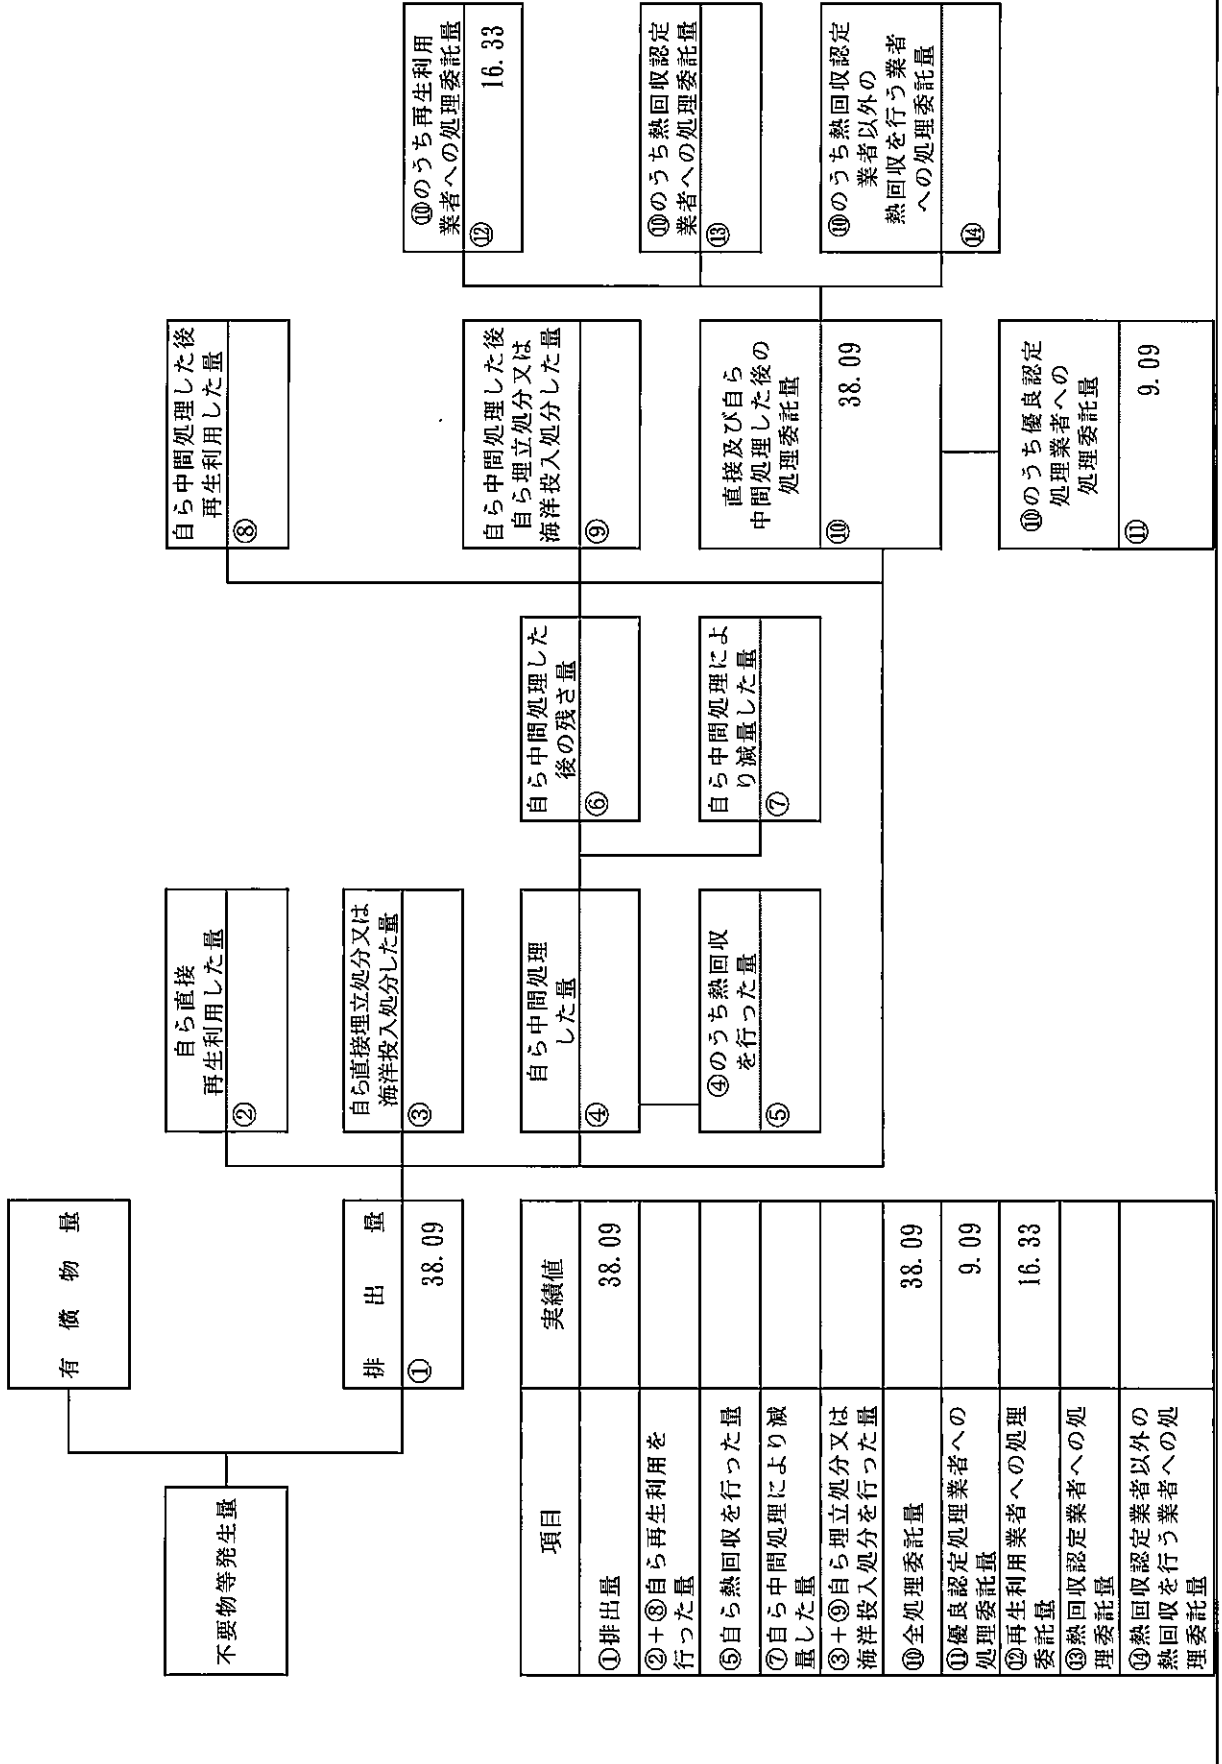 不要物等発生量
有償物量
排出量
① 38.09
自ら直接
再生利用した量
②
自ら直接埋立処分又は
海洋投入処分した量
③
自ら中間処理
した量
④
④のうち熱回収
を行った量
⑤
自ら中間処理した
後の残さ量
⑥
自ら中間処理によ
り減量した量
⑦
自ら中間処理した後
再生利用した量
⑧
自ら中間処理した後
自ら埋立処分又は
海洋投入処分した量
⑨
直接及び自ら
中間処理した後の
処理委託量
⑩ 38.09
⑩のうち優良認定
処理業者への
処理委託量
⑪ 9.09
⑩のうち再生利用
業者への処理委託量
⑫ 16.33
⑩のうち熱回収認定
業者への処理委託量
⑬
⑩のうち熱回収認定
業者以外の
熱回収を行う業者
への処理委託量
⑭
項目 実績値
①排出量 38.09
②+⑧自ら再生利用を
行った量
⑤自ら熱回収を行った量
⑦自ら中間処理により減
量した量
③+⑨自ら埋立処分又は
海洋投入処分を行った量
⑩全処理委託量 38.09
⑪優良認定処理業者への
処理委託量 9.09
⑫再生利用業者への処理
委託量 16.33
⑬熱回収認定業者への処
理委託量
⑭熱回収認定業者以外の
熱回収を行う業者への処
理委託量